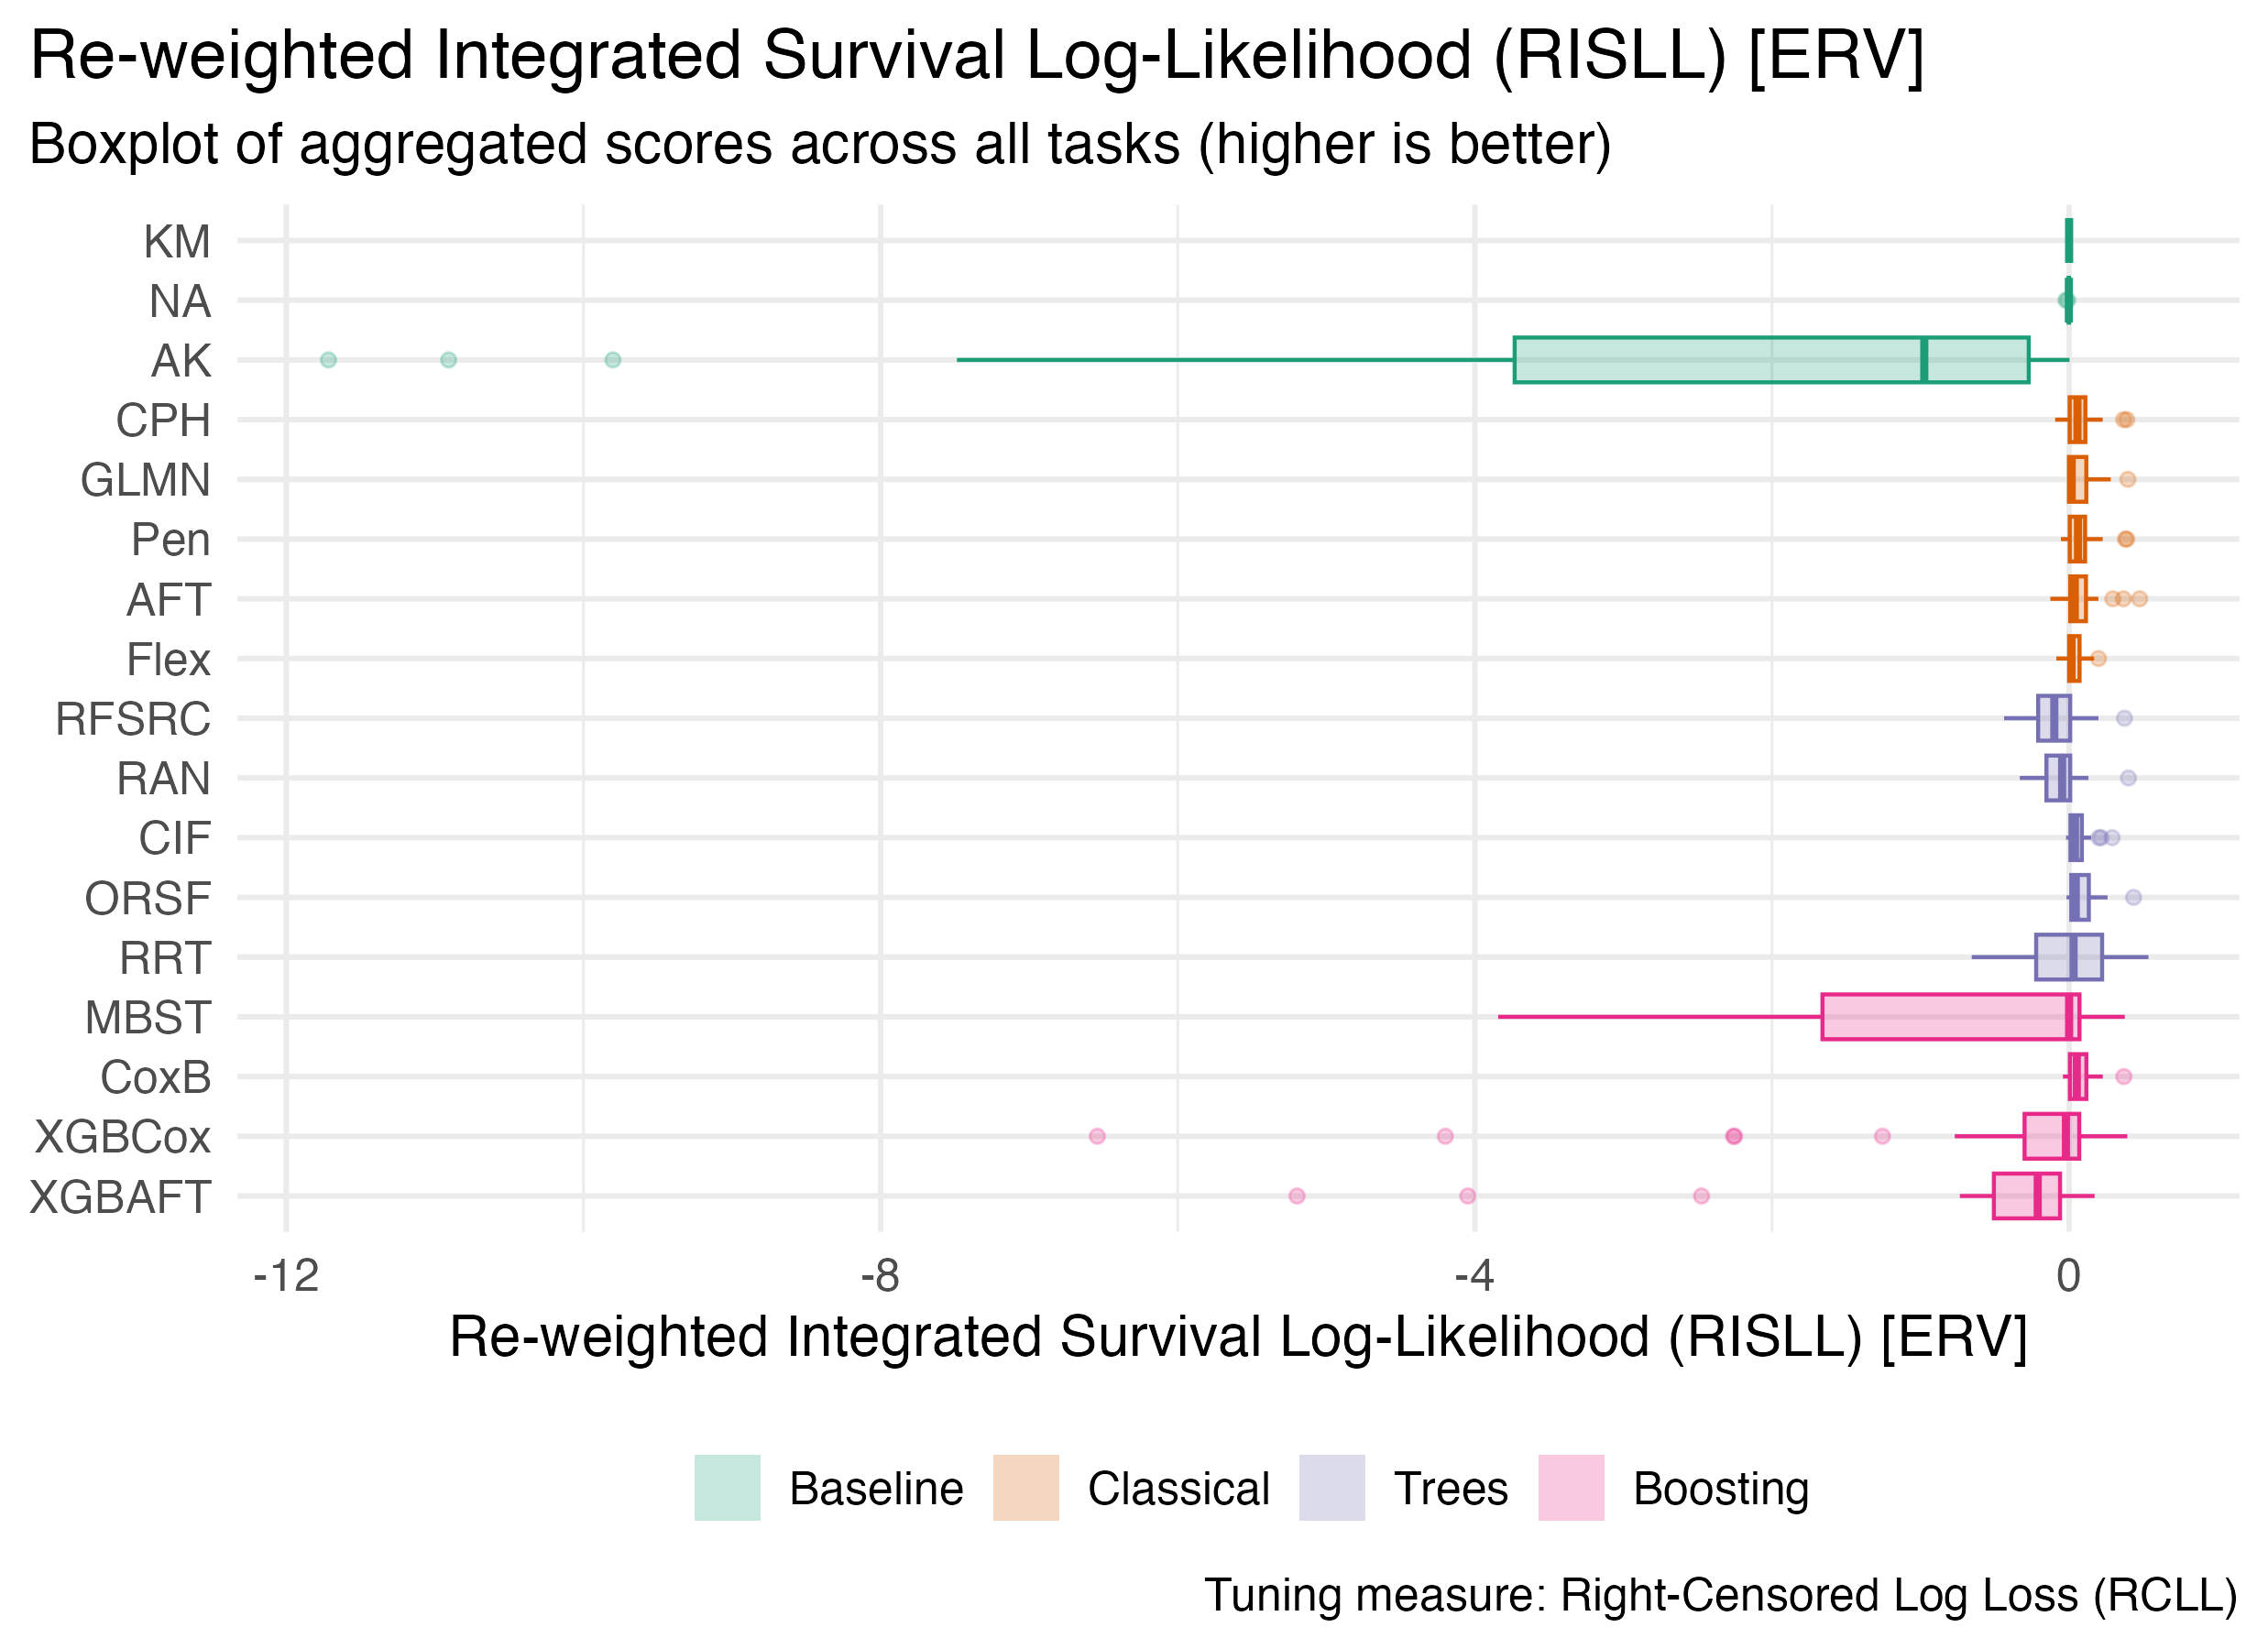 Re-weighted Integrated Survival Log-Likelihood (RISLL) [ERV]
Boxplot of aggregated scores across all tasks (higher is better)
KM
NA
AK
CPH
GLMN
Pen
AFT
Flex
RFSRC
RAN
CIF
ORSF
RRT
MBST
CoxB
XGBCox
XGBAFT
-12 -8 -4 0
Re-weighted Integrated Survival Log-Likelihood (RISLL) [ERV]
Baseline Classical Trees Boosting
Tuning measure: Right-Censored Log Loss (RCLL)